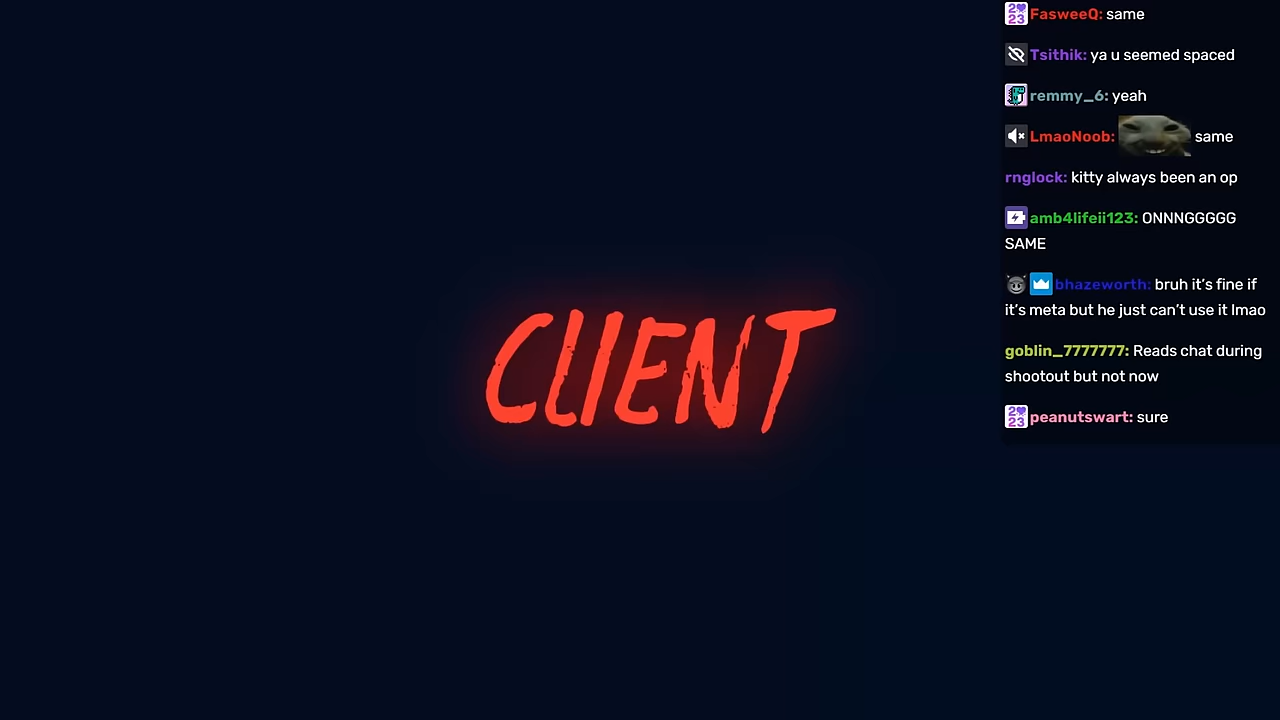 FasweeQ: same
Tsithik: ya u seemed spaced
remmy_6: yeah
LmaoNoob: same
rnglock: kitty always been an op
amb4lifeii123: ONNNGGGGG
SAME
bhazeworth: bruh it's fine if
it's meta but he just can't use it lmao
goblin_7777777: Reads chat during
shootout but not now
peanutswart: sure
CLIENT